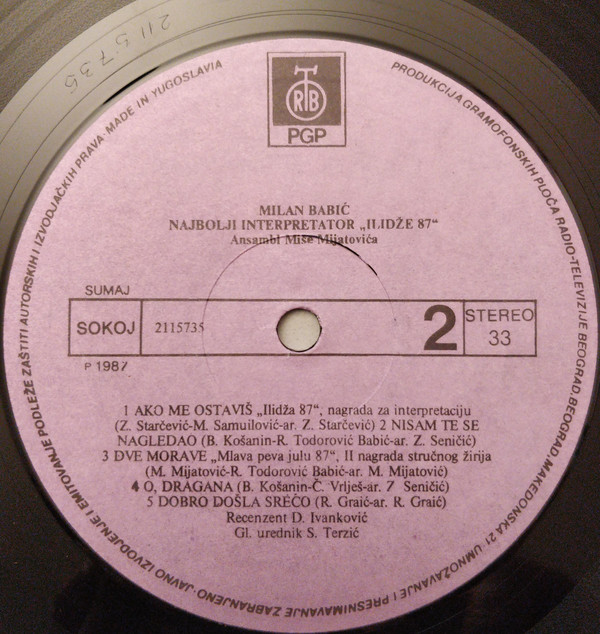 2115735
PODLEŽE ZAŠTITI AUTORSKIH I IZVODJAČKIH PRAVA · MADE IN YUGOSLAVIA
PRODUKCIJA GRAMOFONSKIH PLOČA RADIO-TELEVIZIJE BEOGRAD, BEOGRAD, MAKEDONSKA 21 · UMNOŽAVANJE I PRESNIMAVANJE ZABRANJENO · JAVNO IZVODJENJE I EMITOVANJE
RTB
PGP
MILAN BABIĆ
NAJBOLJI INTERPRETATOR „ILIDŽE 87“
Ansambl Miše Mijatovića
SUMAJ
SOKOJ 2115735 2 STEREO 33
P 1987
1 AKO ME OSTAVIŠ „Ilidža 87“, nagrada za interpretaciju
(Z. Starčević-M. Samuilović-ar. Z. Starčević) 2 NISAM TE SE
NAGLEDAO (B. Košanin-R. Todorović Babić-ar. Z. Seničić)
3 DVE MORAVE „Mlava peva julu 87“, II nagrada stručnog žirija
(M. Mijatović-R. Todorović Babić-ar. M. Mijatović)
4 O, DRAGANA (B. Košanin-Č. Vrlješ-ar. Z Seničić)
5 DOBRO DOŠLA SREĆO (R. Graić-ar. R. Graić)
Recenzent D. Ivanković
Gl. urednik S. Terzić